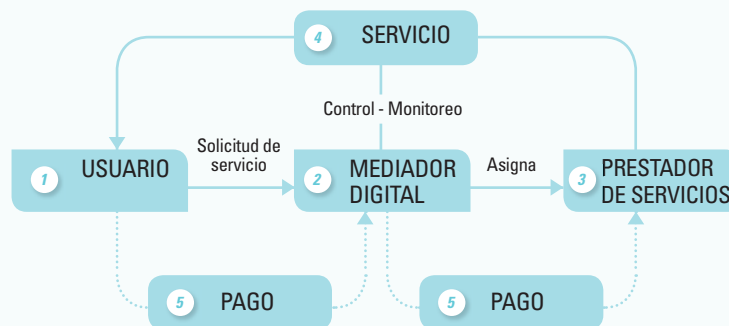 4 SERVICIO
Control - Monitoreo
Solicitud de
servicio
1 USUARIO
2 MEDIADOR
DIGITAL
Asigna
3 PRESTADOR
DE SERVICIOS
5 PAGO
5 PAGO